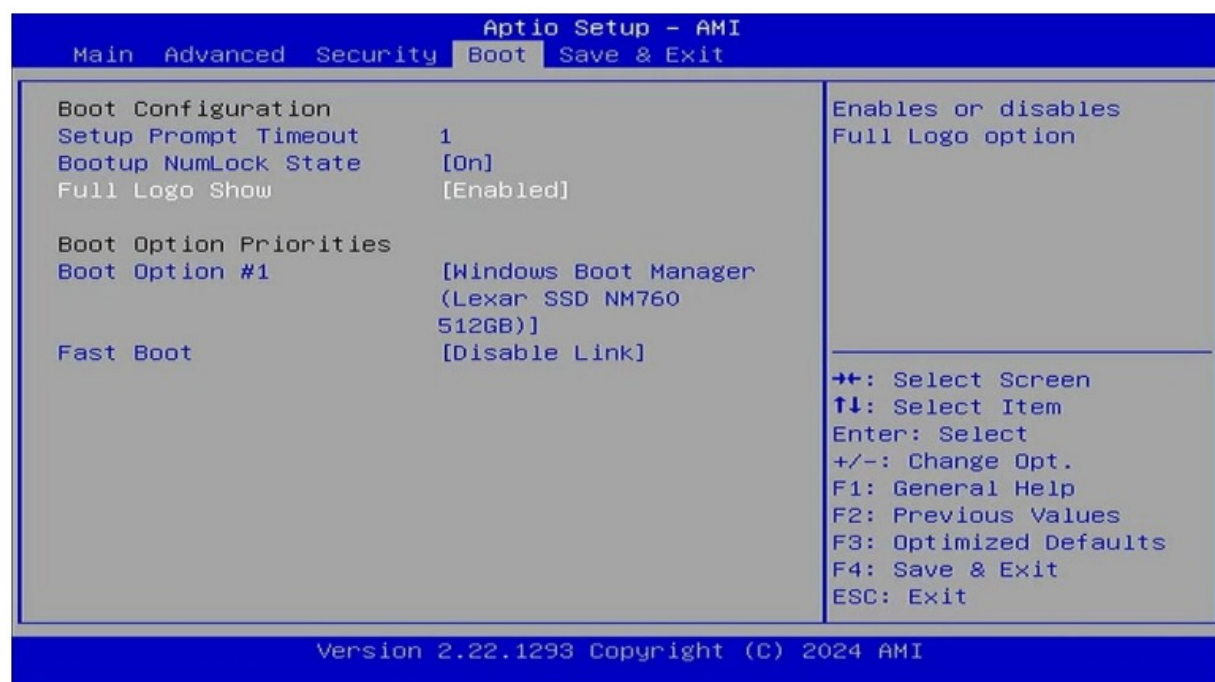 Aptio Setup – AMI
Main Advanced Security Boot Save & Exit
Boot Configuration
Setup Prompt Timeout 1
Bootup NumLock State [On]
Full Logo Show [Enabled]
Boot Option Priorities
Boot Option #1 [Windows Boot Manager
(Lexar SSD NM760
512GB)]
Fast Boot [Disable Link]
Enables or disables
Full Logo option
→←: Select Screen
↑↓: Select Item
Enter: Select
+/-: Change Opt.
F1: General Help
F2: Previous Values
F3: Optimized Defaults
F4: Save & Exit
ESC: Exit
Version 2.22.1293 Copyright (C) 2024 AMI